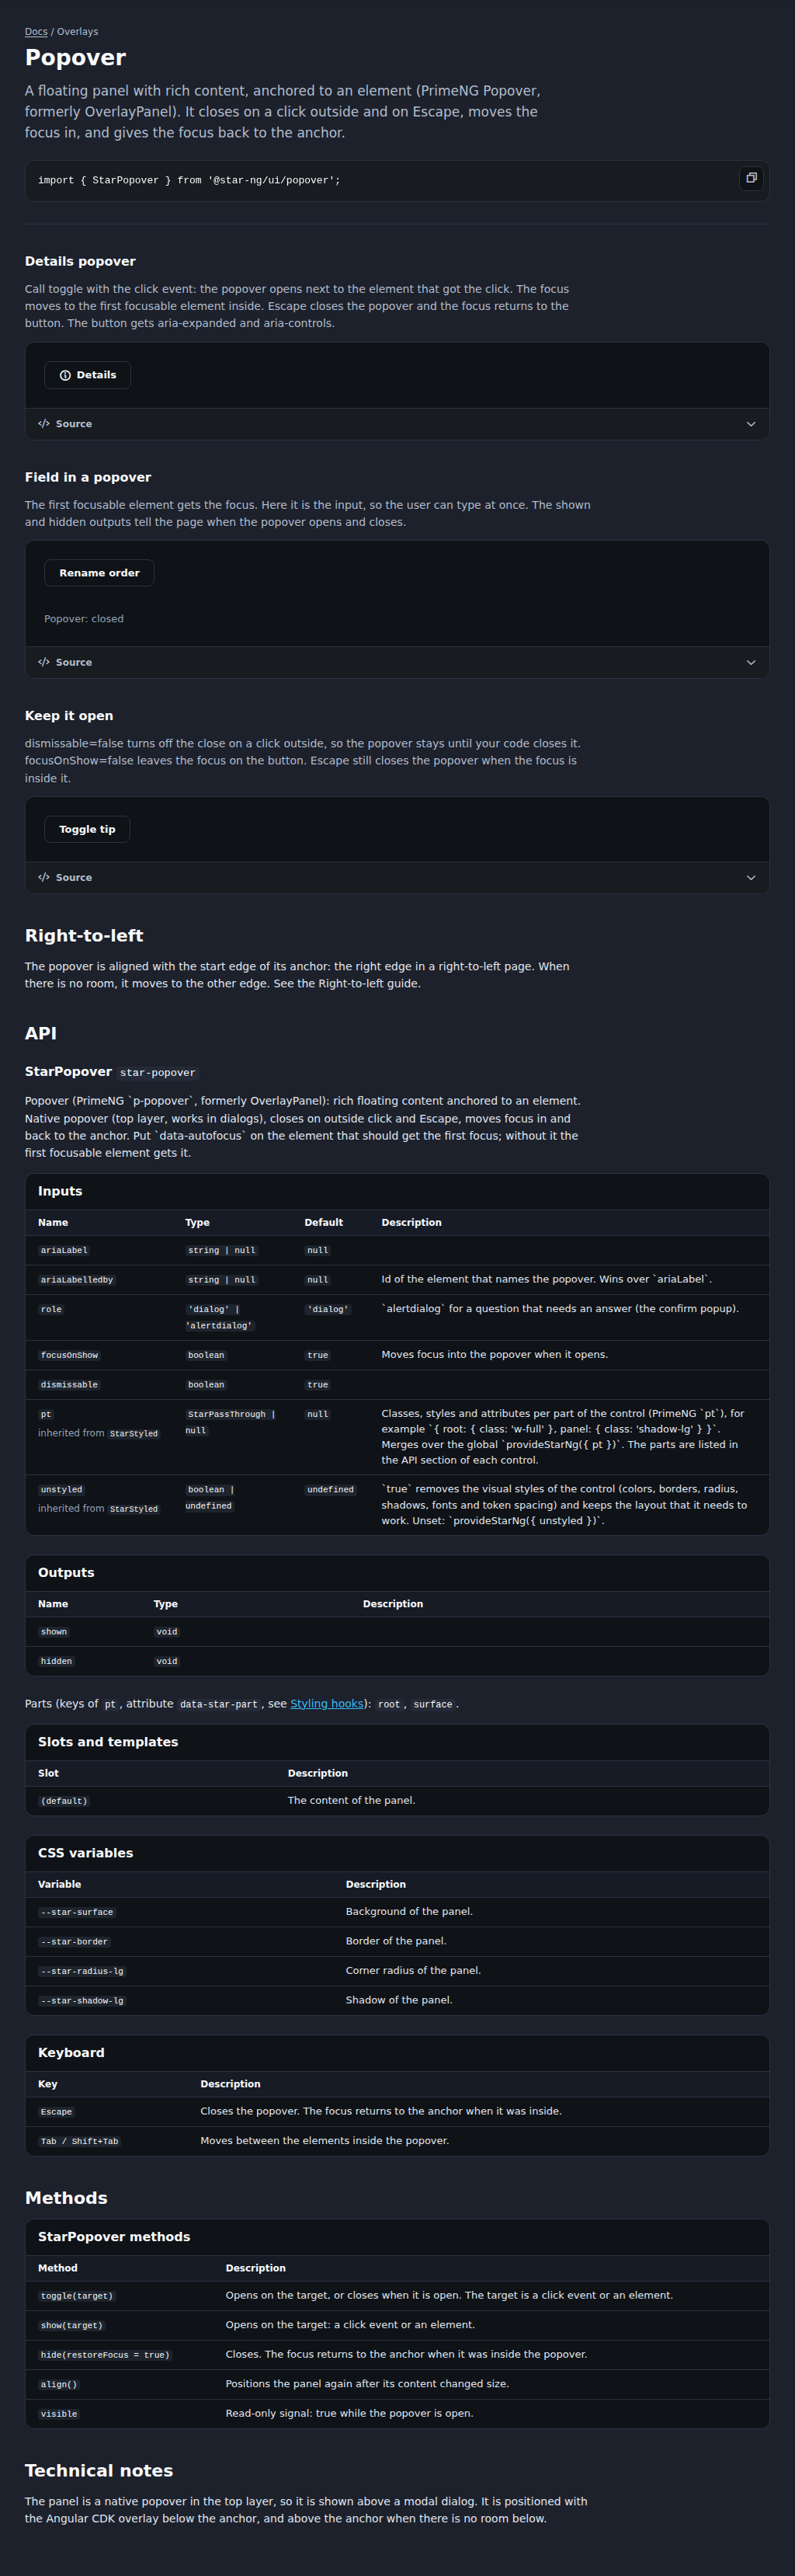 Docs / Overlays
Popover
A floating panel with rich content, anchored to an element (PrimeNG Popover,
formerly OverlayPanel). It closes on a click outside and on Escape, moves the
focus in, and gives the focus back to the anchor.
import { StarPopover } from '@star-ng/ui/popover';
Details popover
Call toggle with the click event: the popover opens next to the element that got the click. The focus
moves to the first focusable element inside. Escape closes the popover and the focus returns to the
button. The button gets aria-expanded and aria-controls.
Details
Source
Field in a popover
The first focusable element gets the focus. Here it is the input, so the user can type at once. The shown
and hidden outputs tell the page when the popover opens and closes.
Rename order
Popover: closed
Source
Keep it open
dismissable=false turns off the close on a click outside, so the popover stays until your code closes it.
focusOnShow=false leaves the focus on the button. Escape still closes the popover when the focus is
inside it.
Toggle tip
Source
Right-to-left
The popover is aligned with the start edge of its anchor: the right edge in a right-to-left page. When
there is no room, it moves to the other edge. See the Right-to-left guide.
API
StarPopover star-popover
Popover (PrimeNG `p-popover`, formerly OverlayPanel): rich floating content anchored to an element.
Native popover (top layer, works in dialogs), closes on outside click and Escape, moves focus in and
back to the anchor. Put `data-autofocus` on the element that should get the first focus; without it the
first focusable element gets it.
Inputs
Name Type Default Description
ariaLabel string | null null
ariaLabelledby string | null null Id of the element that names the popover. Wins over `ariaLabel`.
role 'dialog' | 'dialog' `alertdialog` for a question that needs an answer (the confirm popup).
'alertdialog'
focusOnShow boolean true Moves focus into the popover when it opens.
dismissable boolean true
pt StarPassThrough | null Classes, styles and attributes per part of the control (PrimeNG `pt`), for
inherited from StarStyled null example `{ root: { class: 'w-full' }, panel: { class: 'shadow-lg' } }`.
Merges over the global `provideStarNg({ pt })`. The parts are listed in
the API section of each control.
unstyled boolean | undefined `true` removes the visual styles of the control (colors, borders, radius,
inherited from StarStyled undefined shadows, fonts and token spacing) and keeps the layout that it needs to
work. Unset: `provideStarNg({ unstyled })`.
Outputs
Name Type Description
shown void
hidden void
Parts (keys of pt, attribute data-star-part, see Styling hooks): root, surface.
Slots and templates
Slot Description
(default) The content of the panel.
CSS variables
Variable Description
--star-surface Background of the panel.
--star-border Border of the panel.
--star-radius-lg Corner radius of the panel.
--star-shadow-lg Shadow of the panel.
Keyboard
Key Description
Escape Closes the popover. The focus returns to the anchor when it was inside.
Tab / Shift+Tab Moves between the elements inside the popover.
Methods
StarPopover methods
Method Description
toggle(target) Opens on the target, or closes when it is open. The target is a click event or an element.
show(target) Opens on the target: a click event or an element.
hide(restoreFocus = true) Closes. The focus returns to the anchor when it was inside the popover.
align() Positions the panel again after its content changed size.
visible Read-only signal: true while the popover is open.
Technical notes
The panel is a native popover in the top layer, so it is shown above a modal dialog. It is positioned with
the Angular CDK overlay below the anchor, and above the anchor when there is no room below.